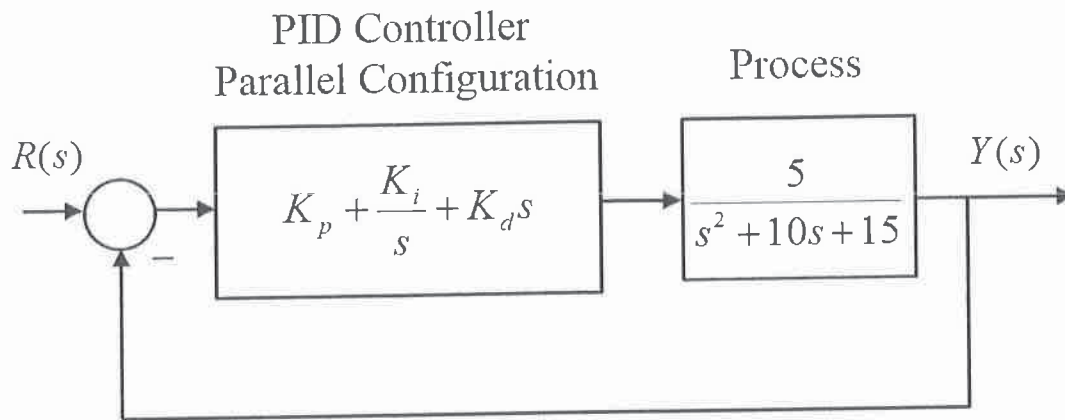 PID Controller
Parallel Configuration
Process
R(s)
K_p + K_i/s + K_d s
5/(s^2 + 10s + 15)
Y(s)
−